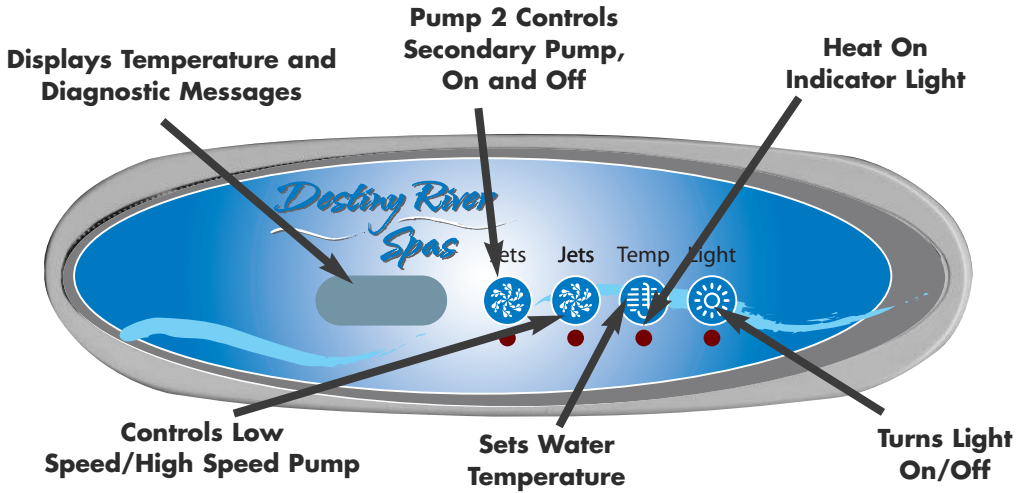 Pump 2 Controls
Secondary Pump,
On and Off
Displays Temperature and
Diagnostic Messages
Heat On
Indicator Light
Destiny River
Spas
Jets Jets Temp Light
Controls Low
Speed/High Speed Pump
Sets Water
Temperature
Turns Light
On/Off